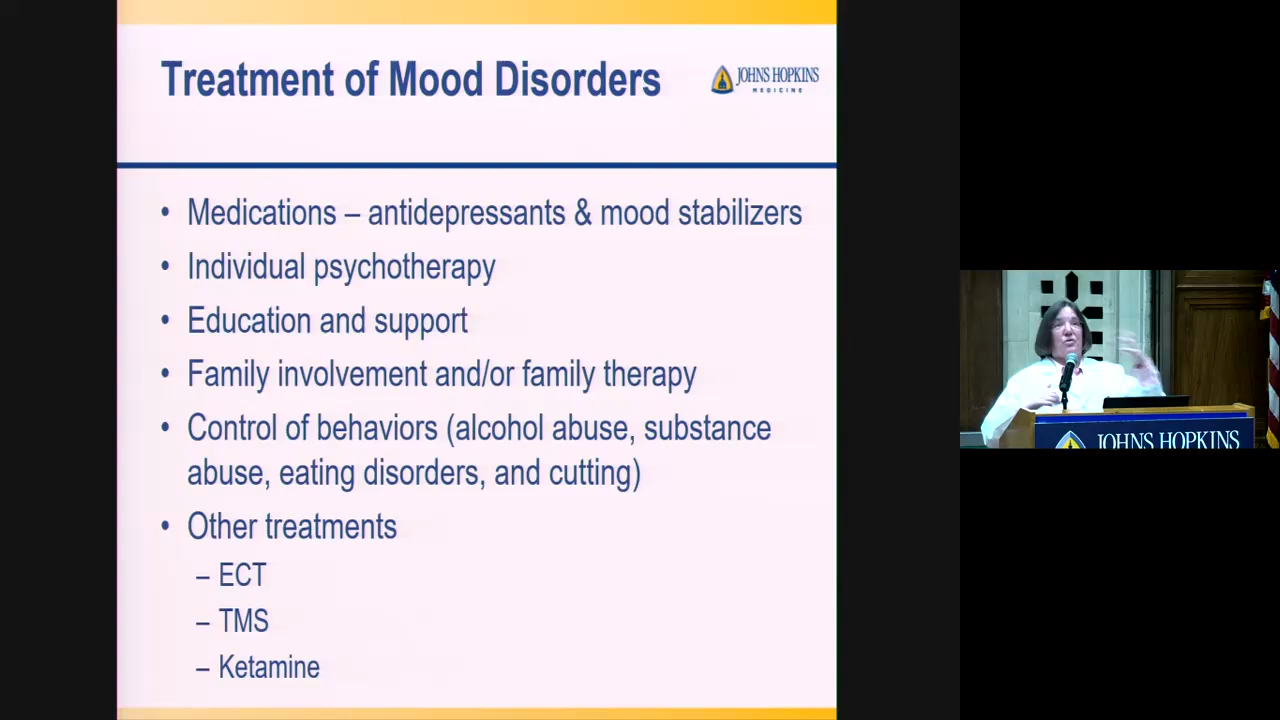 Treatment of Mood Disorders
JOHNS HOPKINS
MEDICINE
• Medications – antidepressants & mood stabilizers
• Individual psychotherapy
• Education and support
• Family involvement and/or family therapy
• Control of behaviors (alcohol abuse, substance
abuse, eating disorders, and cutting)
• Other treatments
– ECT
– TMS
– Ketamine
JOHNS HOPKINS